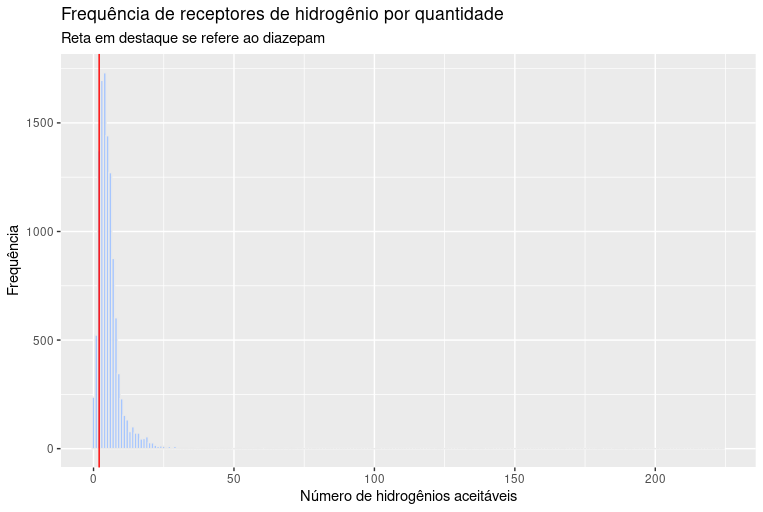 Frequência de receptores de hidrogênio por quantidade
Reta em destaque se refere ao diazepam
Frequência
1500
1000
500
0
0 50 100 150 200
Número de hidrogênios aceitáveis